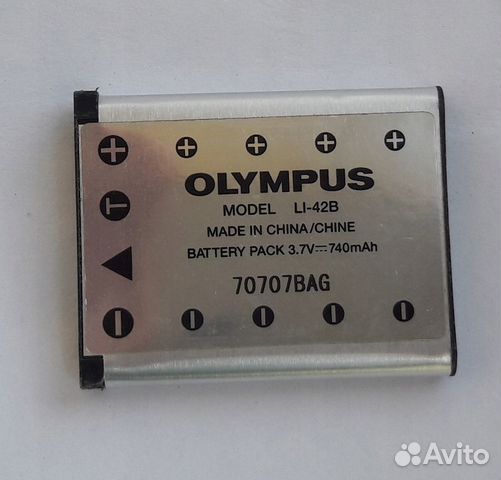 OLYMPUS
MODEL LI-42B
MADE IN CHINA/CHINE
BATTERY PACK 3.7V⎓740mAh
70707BAG
T
Avito